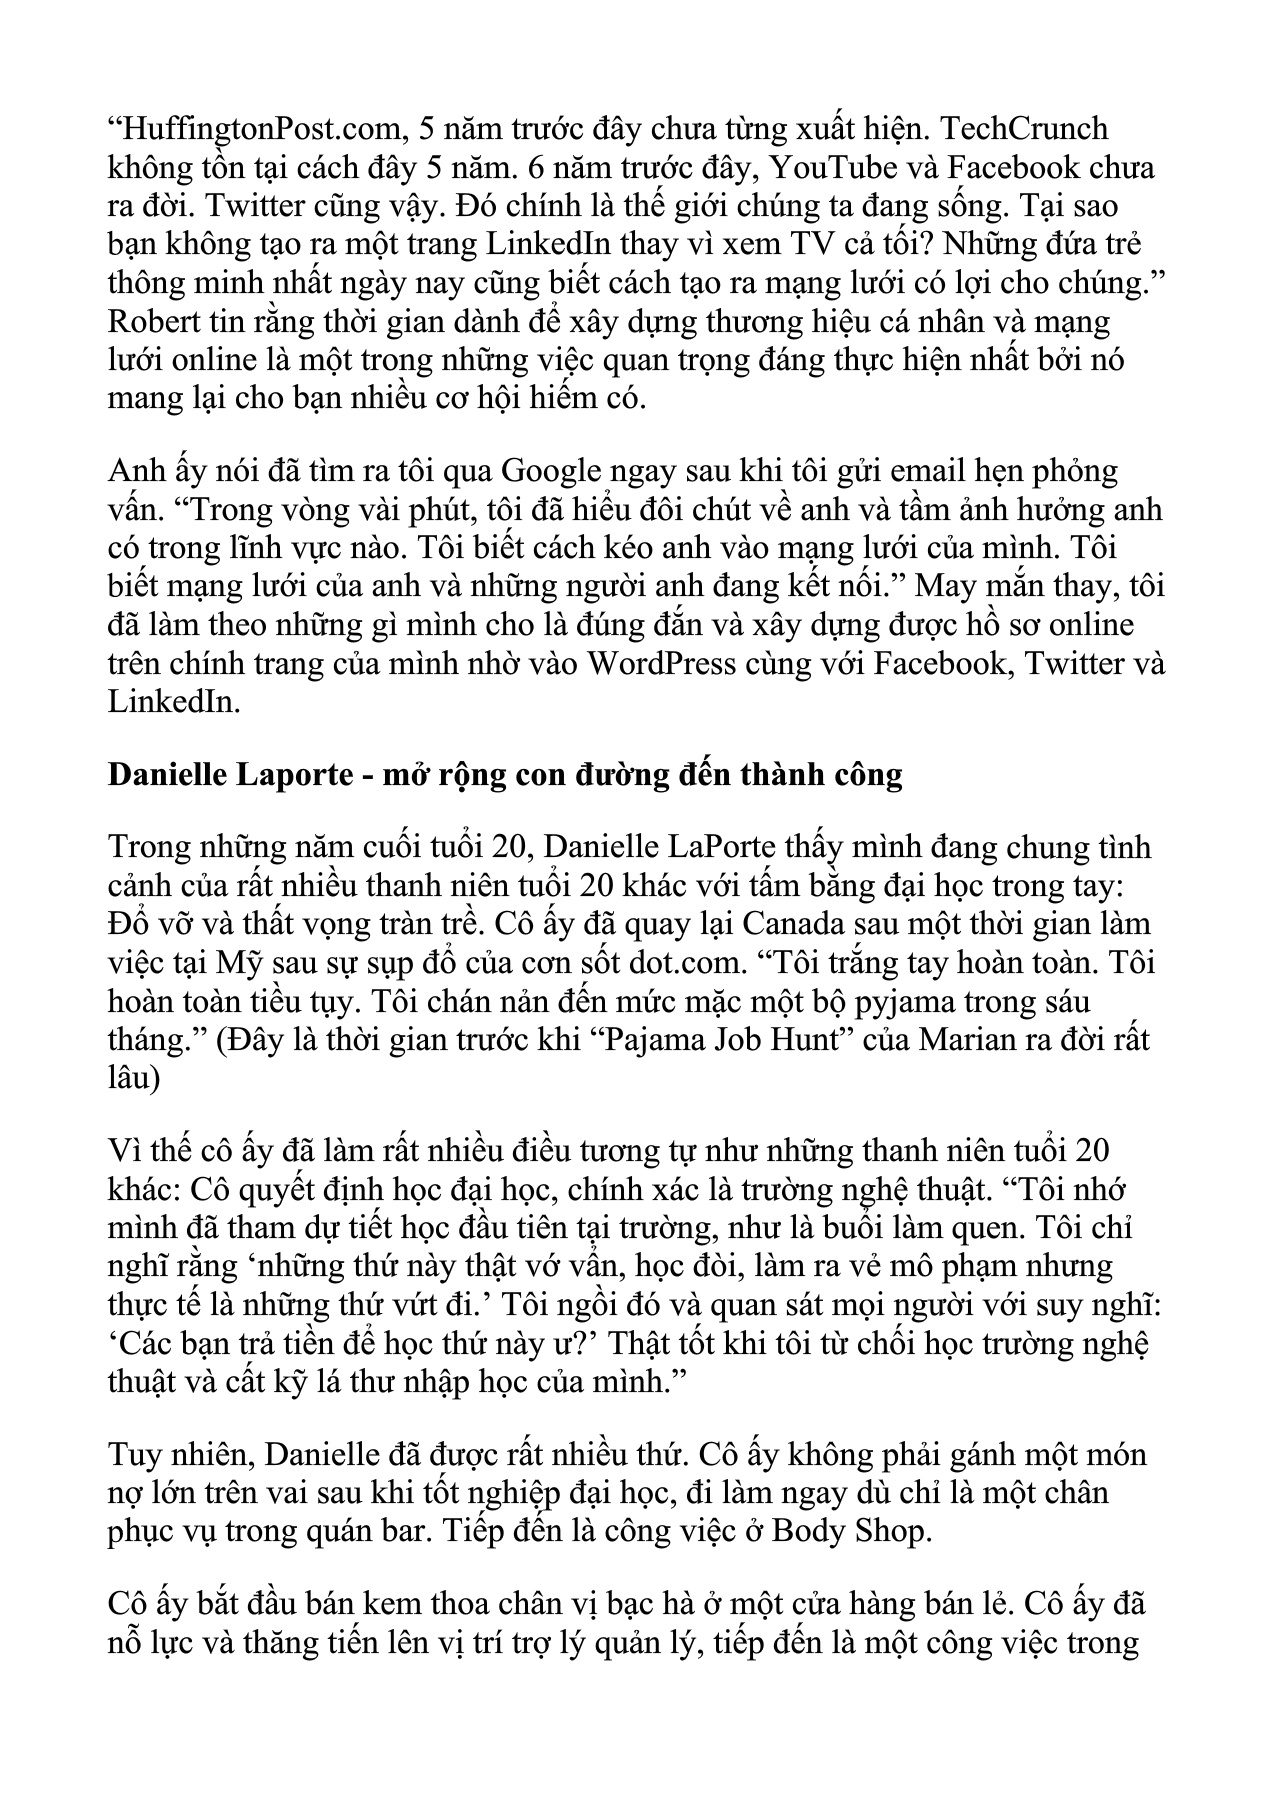 “HuffingtonPost.com, 5 năm trước đây chưa từng xuất hiện. TechCrunch
không tồn tại cách đây 5 năm. 6 năm trước đây, YouTube và Facebook chưa
ra đời. Twitter cũng vậy. Đó chính là thế giới chúng ta đang sống. Tại sao
bạn không tạo ra một trang LinkedIn thay vì xem TV cả tối? Những đứa trẻ
thông minh nhất ngày nay cũng biết cách tạo ra mạng lưới có lợi cho chúng.”
Robert tin rằng thời gian dành để xây dựng thương hiệu cá nhân và mạng
lưới online là một trong những việc quan trọng đáng thực hiện nhất bởi nó
mang lại cho bạn nhiều cơ hội hiếm có.
Anh ấy nói đã tìm ra tôi qua Google ngay sau khi tôi gửi email hẹn phỏng
vấn. “Trong vòng vài phút, tôi đã hiểu đôi chút về anh và tầm ảnh hưởng anh
có trong lĩnh vực nào. Tôi biết cách kéo anh vào mạng lưới của mình. Tôi
biết mạng lưới của anh và những người anh đang kết nối.” May mắn thay, tôi
đã làm theo những gì mình cho là đúng đắn và xây dựng được hồ sơ online
trên chính trang của mình nhờ vào WordPress cùng với Facebook, Twitter và
LinkedIn.
Danielle Laporte - mở rộng con đường đến thành công
Trong những năm cuối tuổi 20, Danielle LaPorte thấy mình đang chung tình
cảnh của rất nhiều thanh niên tuổi 20 khác với tấm bằng đại học trong tay:
Đổ vỡ và thất vọng tràn trề. Cô ấy đã quay lại Canada sau một thời gian làm
việc tại Mỹ sau sự sụp đổ của cơn sốt dot.com. “Tôi trắng tay hoàn toàn. Tôi
hoàn toàn tiều tụy. Tôi chán nản đến mức mặc một bộ pyjama trong sáu
tháng.” (Đây là thời gian trước khi “Pajama Job Hunt” của Marian ra đời rất
lâu)
Vì thế cô ấy đã làm rất nhiều điều tương tự như những thanh niên tuổi 20
khác: Cô quyết định học đại học, chính xác là trường nghệ thuật. “Tôi nhớ
mình đã tham dự tiết học đầu tiên tại trường, như là buổi làm quen. Tôi chỉ
nghĩ rằng ‘những thứ này thật vớ vẩn, học đòi, làm ra vẻ mô phạm nhưng
thực tế là những thứ vứt đi.’ Tôi ngồi đó và quan sát mọi người với suy nghĩ:
‘Các bạn trả tiền để học thứ này ư?’ Thật tốt khi tôi từ chối học trường nghệ
thuật và cất kỹ lá thư nhập học của mình.”
Tuy nhiên, Danielle đã được rất nhiều thứ. Cô ấy không phải gánh một món
nợ lớn trên vai sau khi tốt nghiệp đại học, đi làm ngay dù chỉ là một chân
phục vụ trong quán bar. Tiếp đến là công việc ở Body Shop.
Cô ấy bắt đầu bán kem thoa chân vị bạc hà ở một cửa hàng bán lẻ. Cô ấy đã
nỗ lực và thăng tiến lên vị trí trợ lý quản lý, tiếp đến là một công việc trong